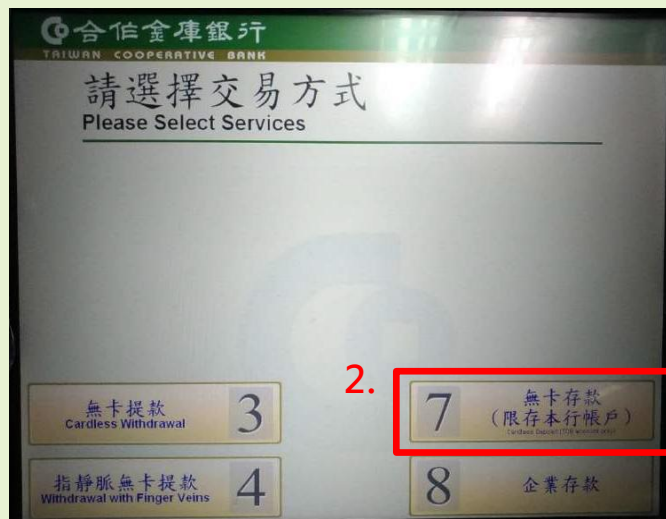 合作金庫銀行
TAIWAN COOPERATIVE BANK
請選擇交易方式
Please Select Services
2.
無卡提款
Cardless Withdrawal
3
7
無卡存款
(限存本行帳戶)
指靜脈無卡提款
Withdrawal with Finger Veins
4
8
企業存款